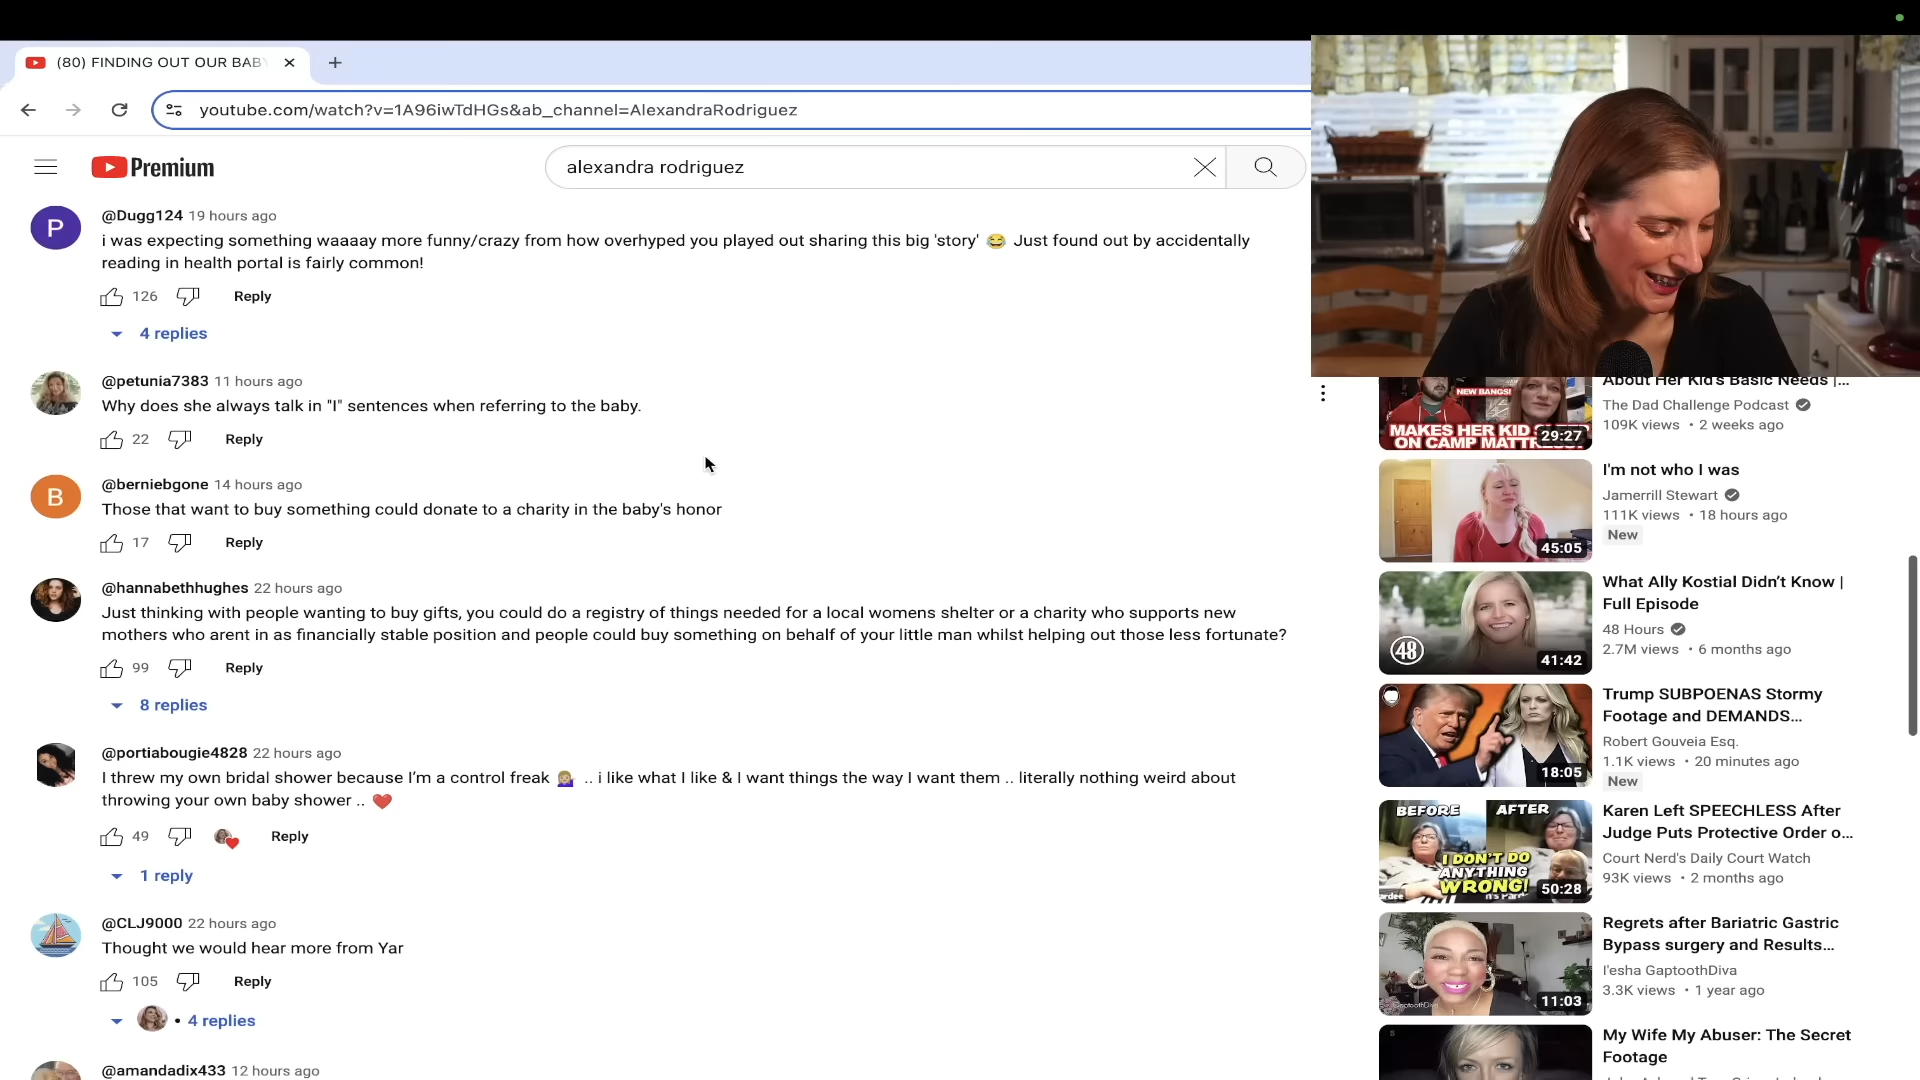 (80) FINDING OUT OUR BAB
youtube.com/watch?v=1A96iwTdHGs&ab_channel=AlexandraRodriguez
Premium
alexandra rodriguez
P
@Dugg124 19 hours ago
i was expecting something waaaay more funny/crazy from how overhyped you played out sharing this big 'story' 😂 Just found out by accidentally
reading in health portal is fairly common!
126 Reply
4 replies
@petunia7383 11 hours ago
Why does she always talk in "I" sentences when referring to the baby.
22 Reply
B
@berniebgone 14 hours ago
Those that want to buy something could donate to a charity in the baby's honor
17 Reply
@hannabethhughes 22 hours ago
Just thinking with people wanting to buy gifts, you could do a registry of things needed for a local womens shelter or a charity who supports new
mothers who arent in as financially stable position and people could buy something on behalf of your little man whilst helping out those less fortunate?
99 Reply
8 replies
@portiabougie4828 22 hours ago
I threw my own bridal shower because I’m a control freak 💁🏼‍♀️ .. i like what I like & I want things the way I want them .. literally nothing weird about
throwing your own baby shower .. ❤️
49 Reply
1 reply
@CLJ9000 22 hours ago
Thought we would hear more from Yar
105 Reply
• 4 replies
@amandadix433 12 hours ago
NEW BANGS!
MAKES HER KID
ON CAMP
29:27
About Her Kid's Basic Needs |...
The Dad Challenge Podcast
109K views • 2 weeks ago
45:05
I'm not who I was
Jamerrill Stewart
111K views • 18 hours ago
New
48
41:42
What Ally Kostial Didn’t Know |
Full Episode
48 Hours
2.7M views • 6 months ago
18:05
Trump SUBPOENAS Stormy
Footage and DEMANDS...
Robert Gouveia Esq.
1.1K views • 20 minutes ago
New
BEFORE AFTER
I DON'T DO
ANYTHING
WRONG!
50:28
Karen Left SPEECHLESS After
Judge Puts Protective Order o...
Court Nerd's Daily Court Watch
93K views • 2 months ago
11:03
Regrets after Bariatric Gastric
Bypass surgery and Results...
I'esha GaptoothDiva
3.3K views • 1 year ago
My Wife My Abuser: The Secret
Footage